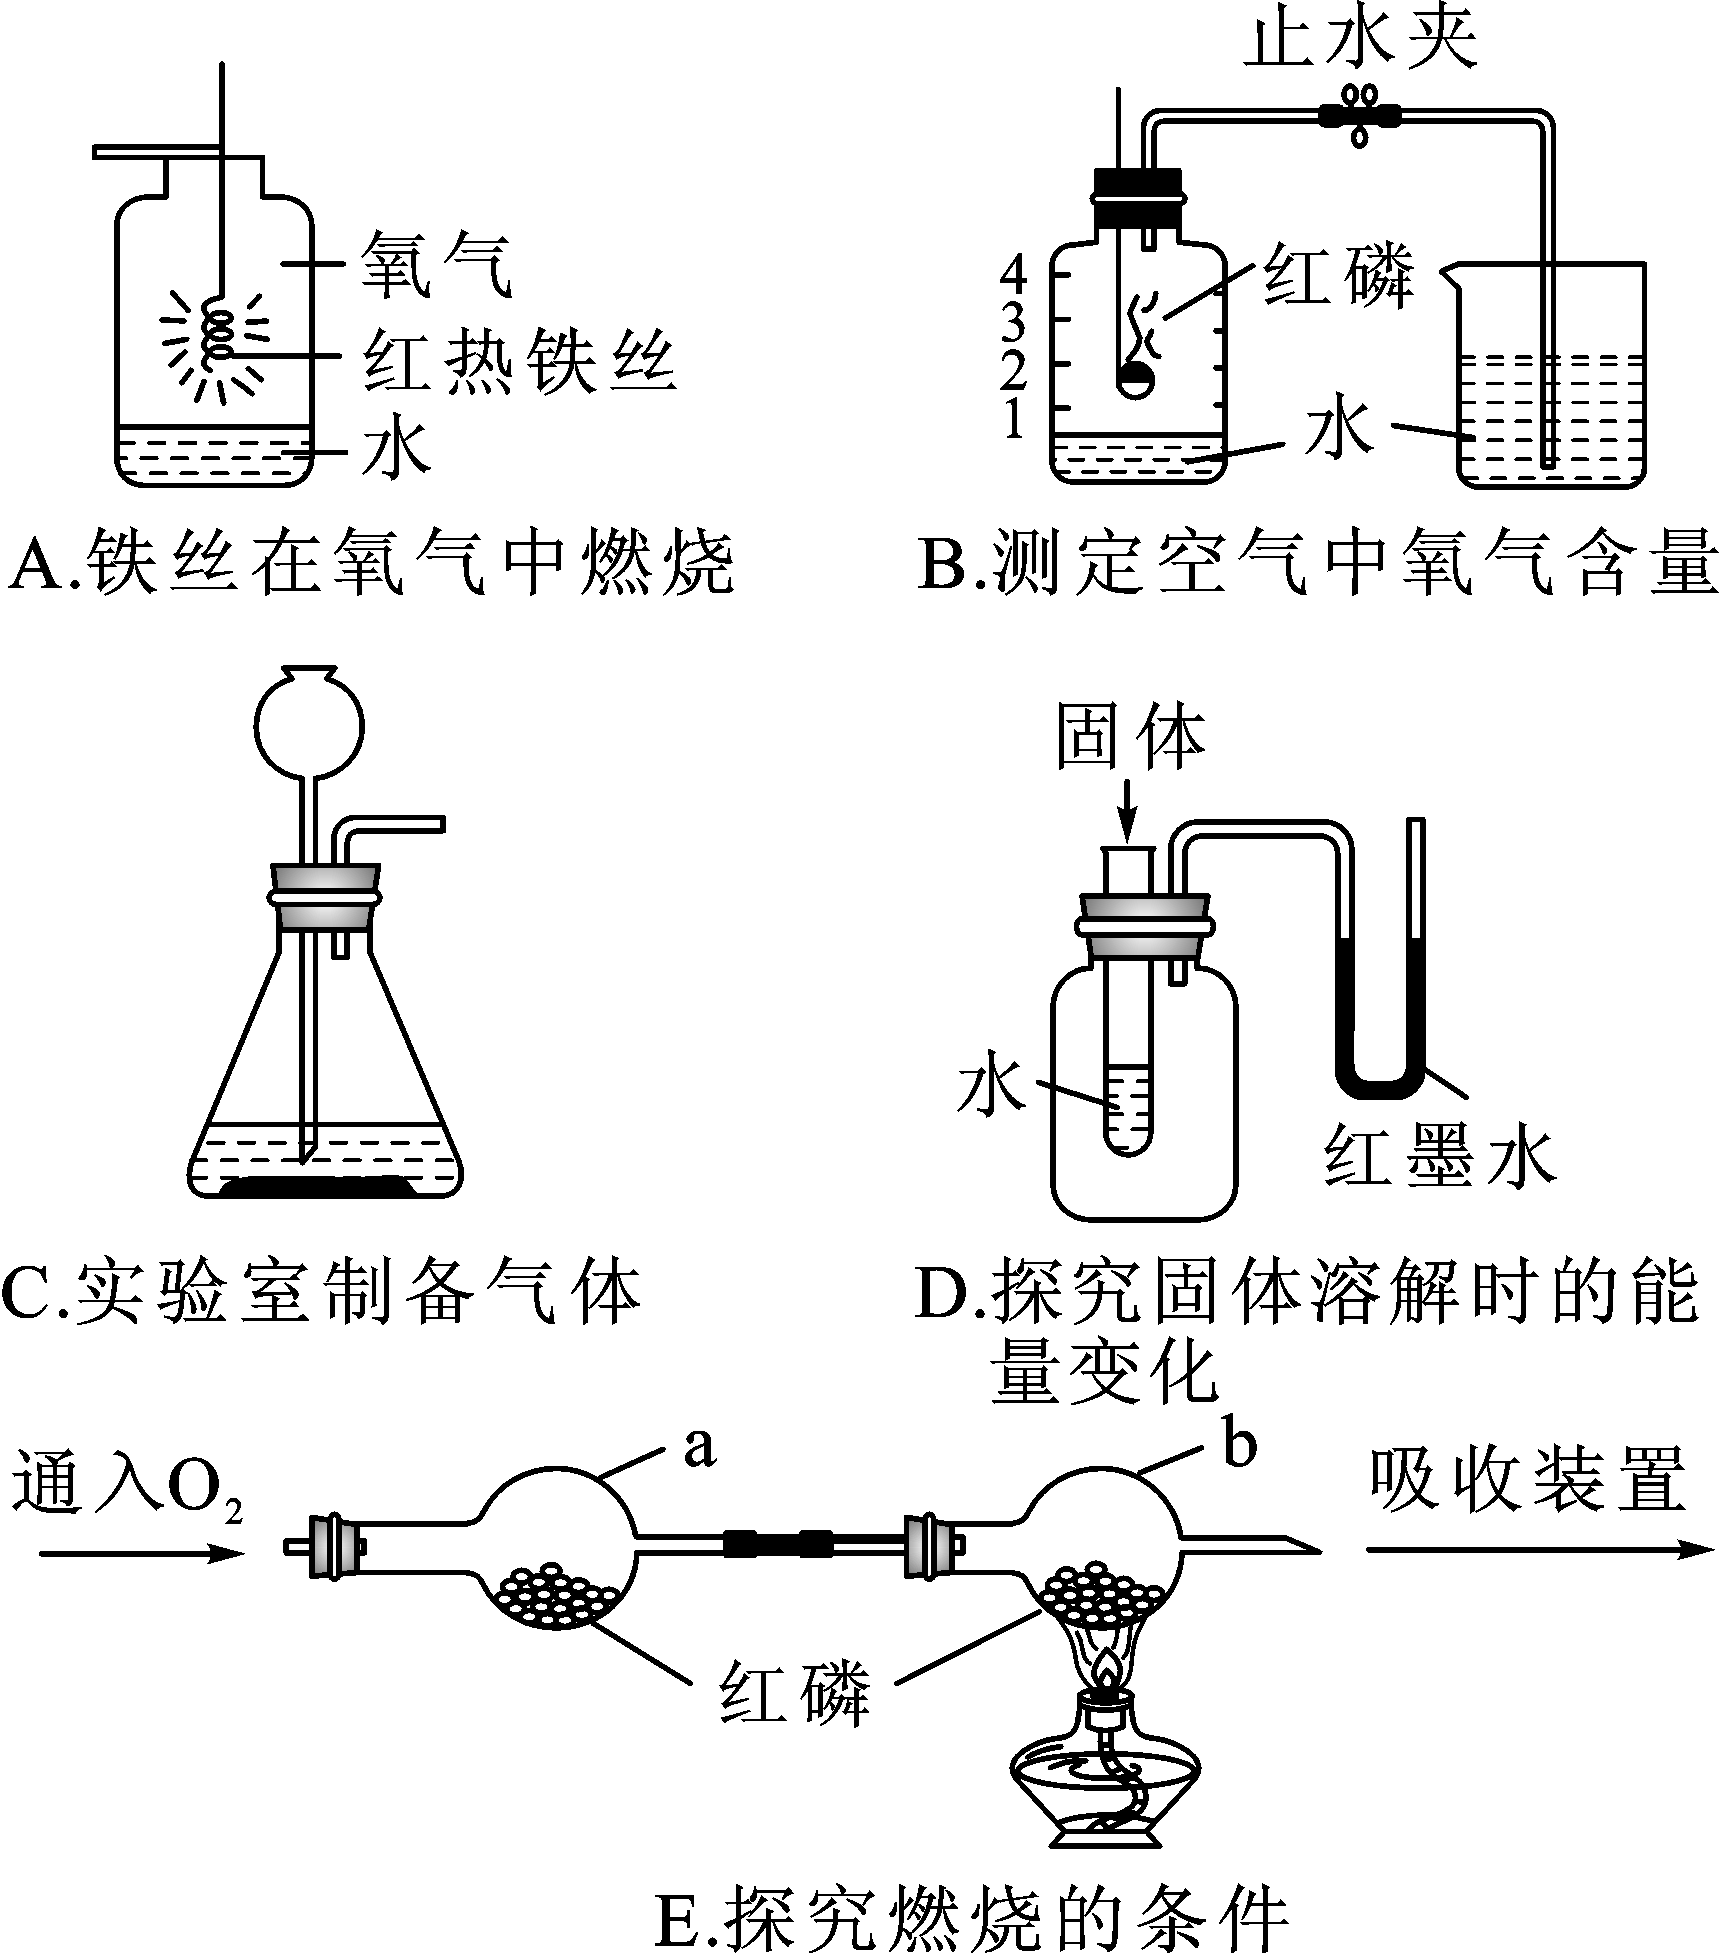 止水夹
氧气
红热铁丝
水
4
3
2
1
红磷
水
A.铁丝在氧气中燃烧
B.测定空气中氧气含量
固体
水
红墨水
C.实验室制备气体
D.探究固体溶解时的能
量变化
通入O₂
a
b
吸收装置
红磷
E.探究燃烧的条件